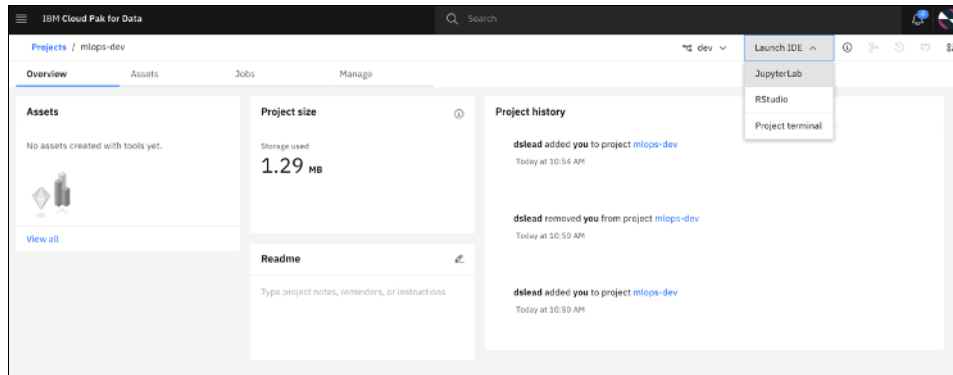 IBM Cloud Pak for Data
Search
Projects / mlops-dev
dev
Launch IDE
JupyterLab
RStudio
Project terminal
Overview
Assets
Jobs
Manage
Assets
No assets created with tools yet.
View all
Project size
Storage used
1.29 MB
Readme
Type project notes, reminders, or instructions
Project history
dslead added you to project mlops-dev
Today at 10:54 AM
dslead removed you from project mlops-dev
Today at 10:50 AM
dslead added you to project mlops-dev
Today at 10:50 AM